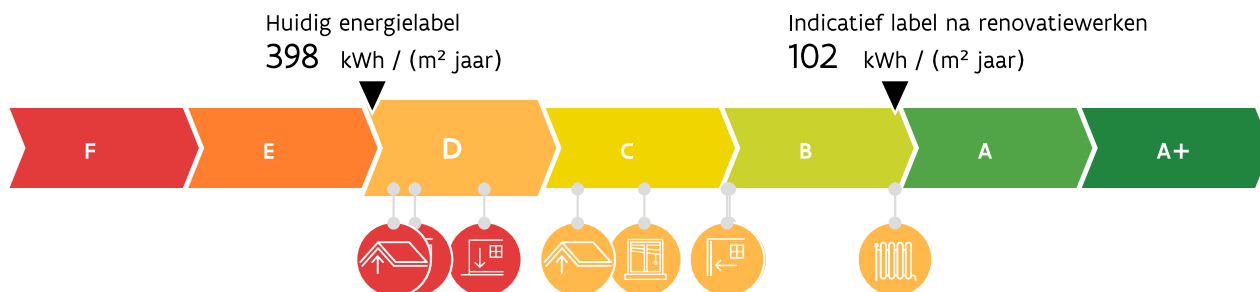 Huidig energielabel
398 kWh / (m² jaar)
Indicatief label na renovatiewerken
102 kWh / (m² jaar)
F E D C B A A+